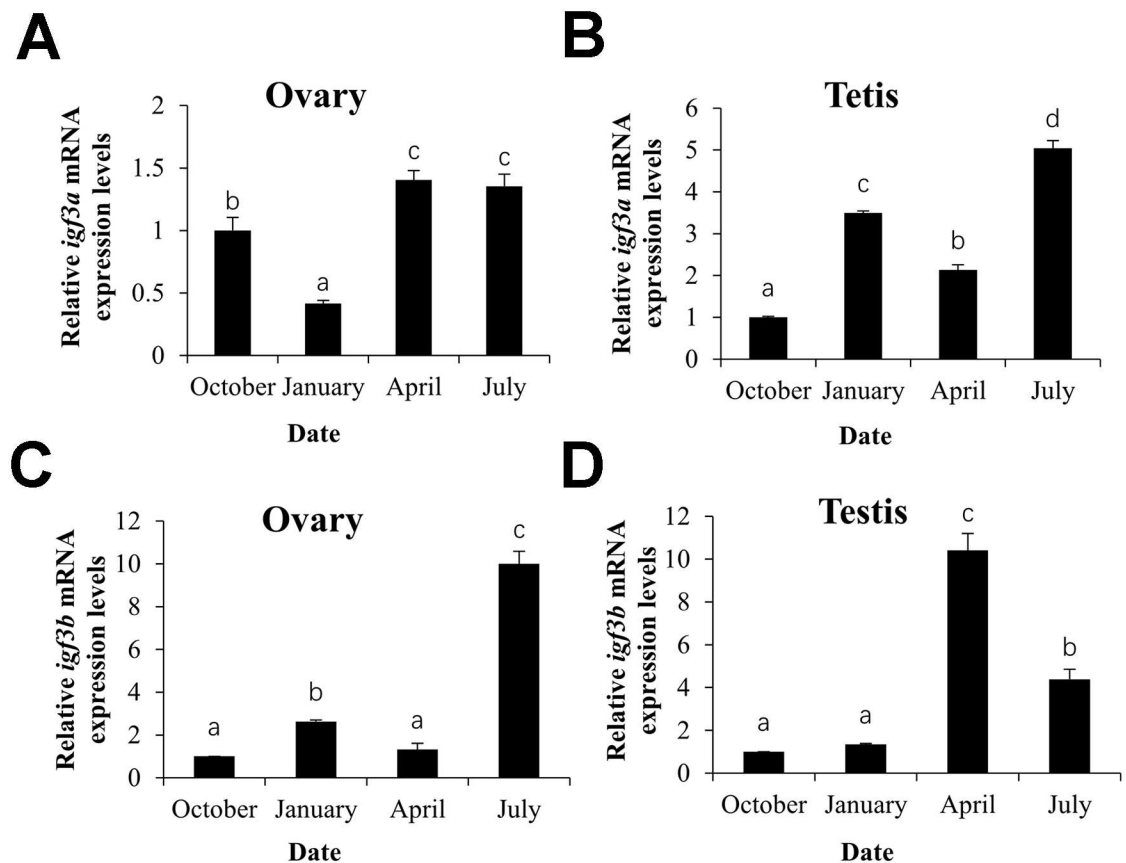 A
Ovary
Relative igf3a mRNA
expression levels
2
1.5
1
0.5
0
b
a
c
c
October January April July
Date
B
Tetis
Relative igf3a mRNA
expression levels
6
5
4
3
2
1
0
a
c
b
d
October January April July
Date
C
Ovary
Relative igf3b mRNA
expression levels
12
10
8
6
4
2
0
a
b
a
c
October January April July
Date
D
Testis
Relative igf3b mRNA
expression levels
12
10
8
6
4
2
0
a
a
c
b
October January April July
Date